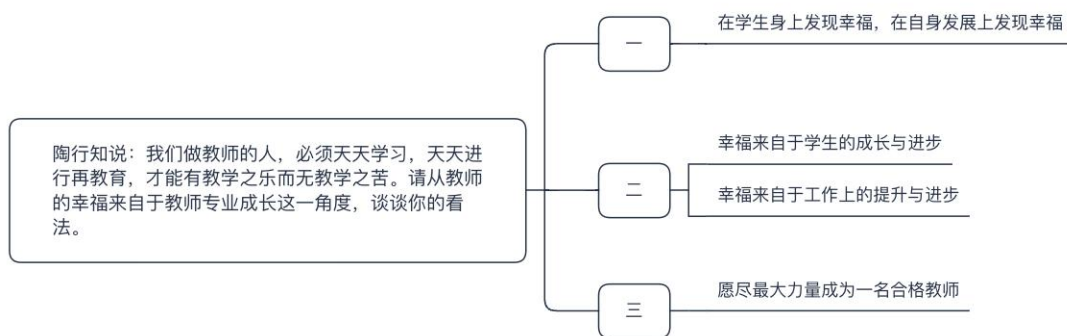 陶行知说：我们做教师的人，必须天天学习，天天进
行再教育，才能有教学之乐而无教学之苦。请从教师
的幸福来自于教师专业成长这一角度，谈谈你的看
法。
一
在学生身上发现幸福，在自身发展上发现幸福
二
幸福来自于学生的成长与进步
幸福来自于工作上的提升与进步
三
愿尽最大力量成为一名合格教师